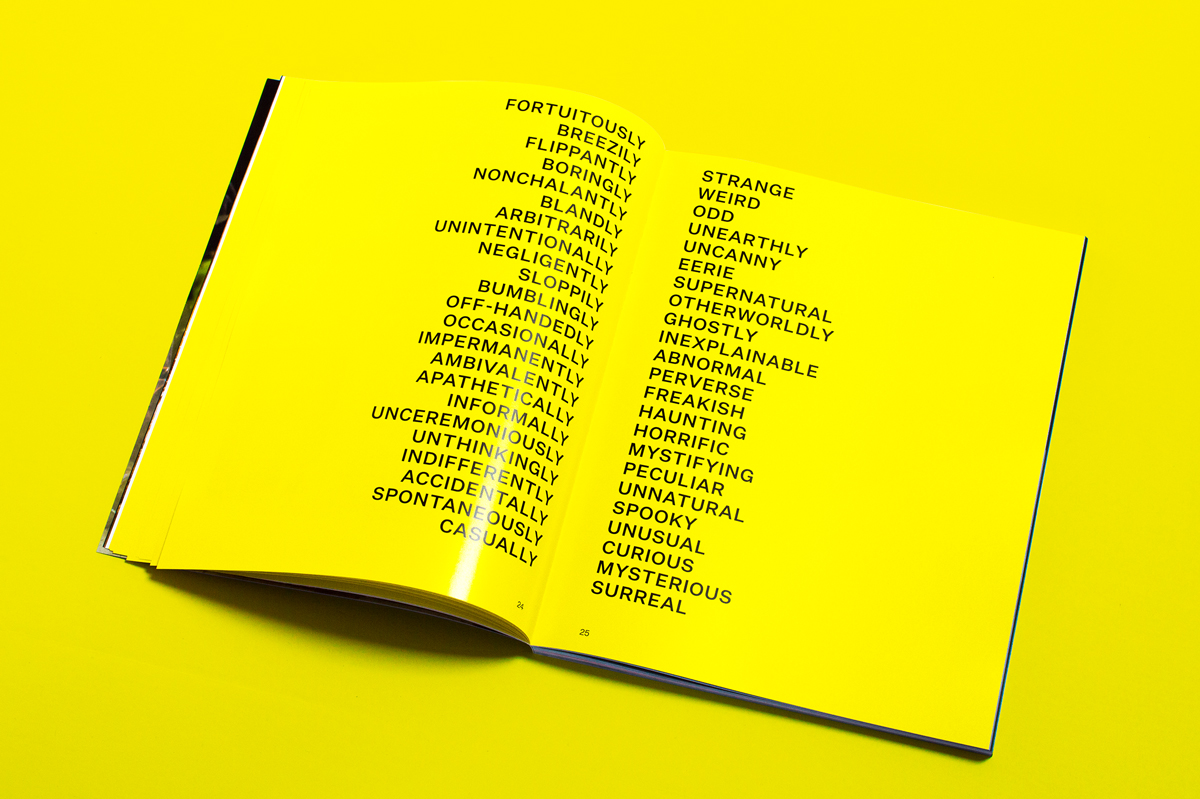 FORTUITOUSLY
BREEZILY
FLIPPANTLY
BORINGLY
NONCHALANTLY
BLANDLY
ARBITRARILY
UNINTENTIONALLY
NEGLIGENTLY
SLOPPILY
BUMBLINGLY
OFF-HANDEDLY
OCCASIONALLY
IMPERMANENTLY
AMBIVALENTLY
APATHETICALLY
INFORMALLY
UNCEREMONIOUSLY
UNTHINKINGLY
INDIFFERENTLY
ACCIDENTALLY
SPONTANEOUSLY
CASUALLY
24
STRANGE
WEIRD
ODD
UNEARTHLY
UNCANNY
EERIE
SUPERNATURAL
OTHERWORLDLY
GHOSTLY
INEXPLAINABLE
ABNORMAL
PERVERSE
FREAKISH
HAUNTING
HORRIFIC
MYSTIFYING
PECULIAR
UNNATURAL
SPOOKY
UNUSUAL
CURIOUS
MYSTERIOUS
SURREAL
25